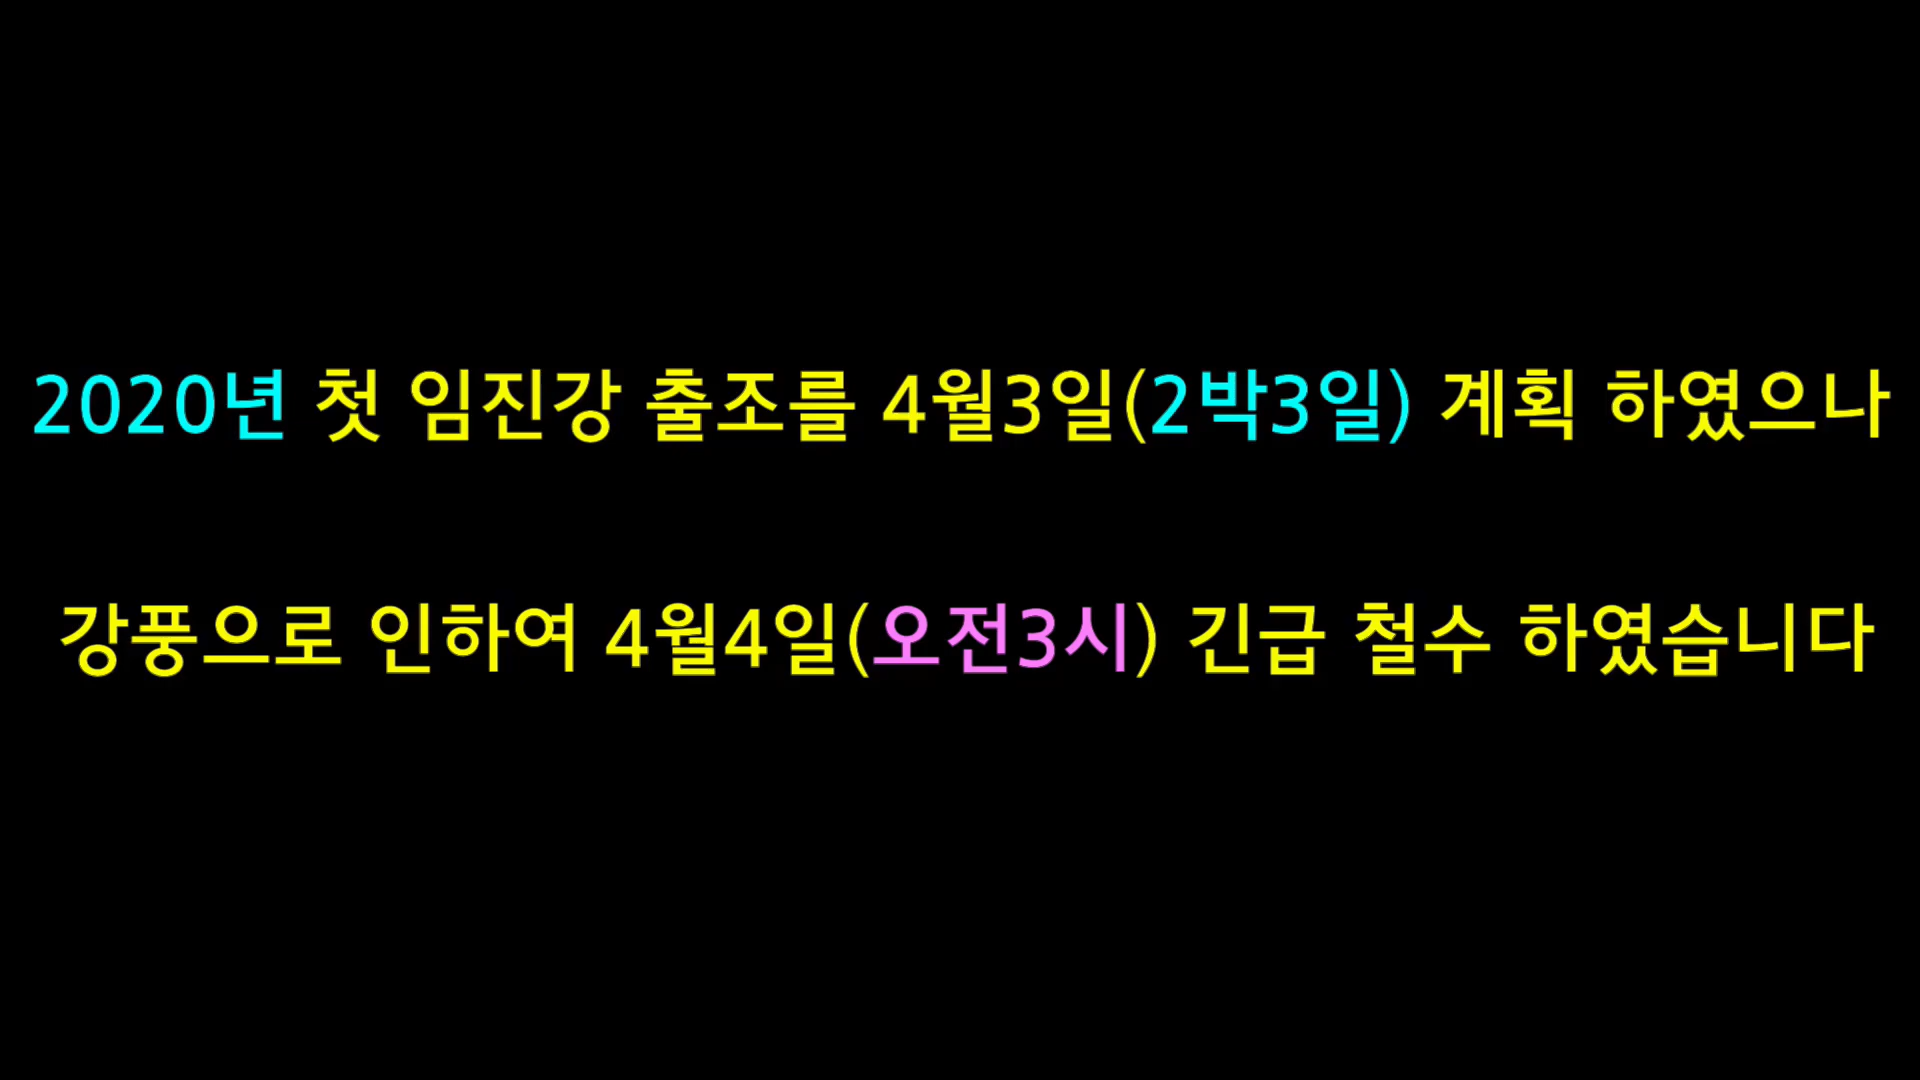 2020년 첫 임진강 출조를 4월3일(2박3일) 계획 하였으나
강풍으로 인하여 4월4일(오전3시) 긴급 철수 하였습니다